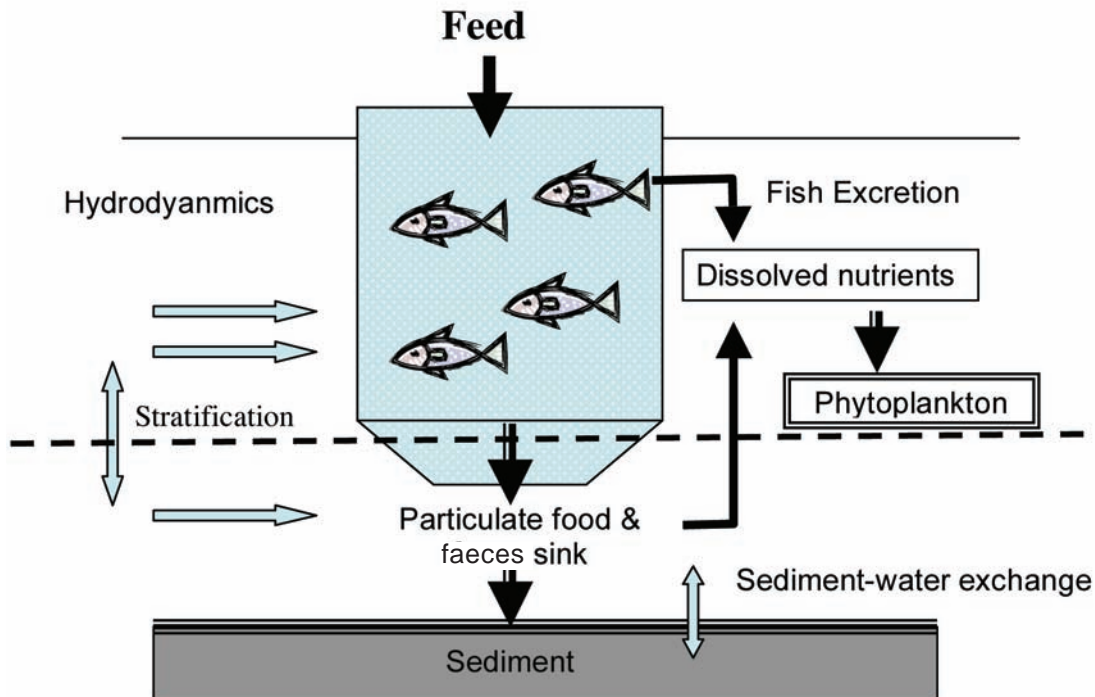 Feed
Hydrodyanmics
Fish Excretion
Dissolved nutrients
Phytoplankton
Stratification
Particulate food &
faeces sink
Sediment-water exchange
Sediment